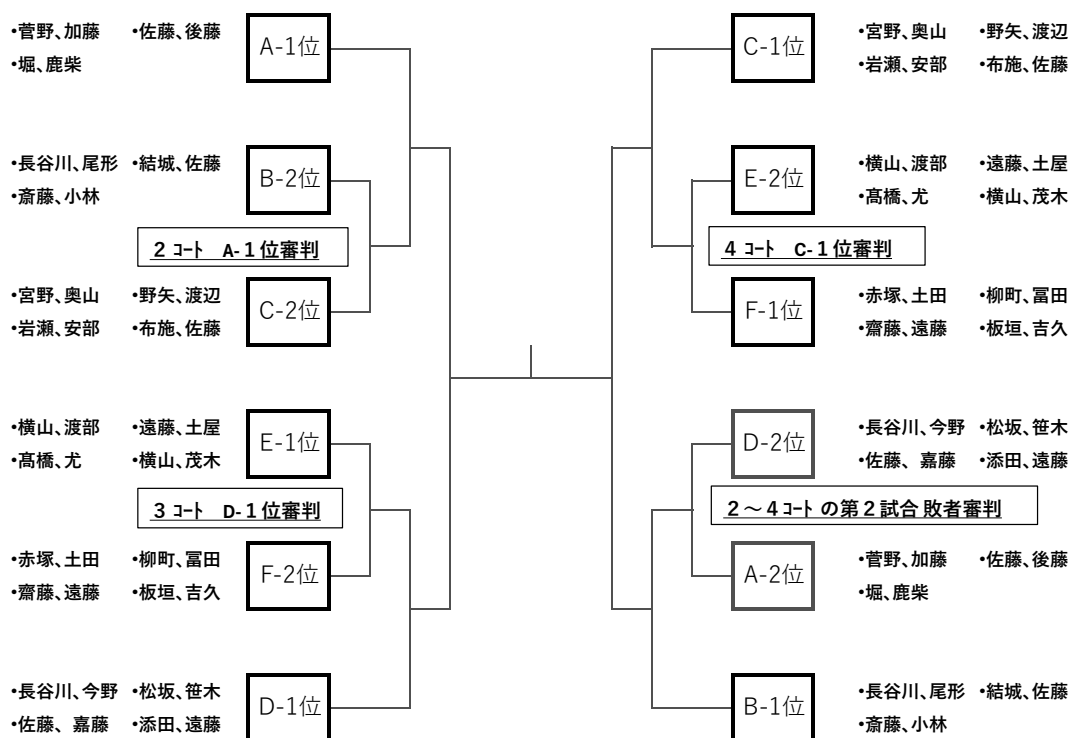 •菅野、加藤 •佐藤、後藤
•堀、鹿柴
A-1位
•長谷川、尾形 •結城、佐藤
•斎藤、小林
B-2位
２ ｺｰﾄ A-１位審判
•宮野、奥山 •野矢、渡辺
•岩瀬、安部 •布施、佐藤
C-2位
•横山、渡部 •遠藤、土屋
•髙橋、尤 •横山、茂木
E-1位
３ ｺｰﾄ D-１位審判
•赤塚、土田 •柳町、冨田
•齋藤、遠藤 •板垣、吉久
F-2位
•長谷川、今野 •松坂、笹木
•佐藤、嘉藤 •添田、遠藤
D-1位
C-1位
•宮野、奥山 •野矢、渡辺
•岩瀬、安部 •布施、佐藤
E-2位
•横山、渡部 •遠藤、土屋
•髙橋、尤 •横山、茂木
４ ｺｰﾄ C-１位審判
F-1位
•赤塚、土田 •柳町、冨田
•齋藤、遠藤 •板垣、吉久
D-2位
•長谷川、今野 •松坂、笹木
•佐藤、嘉藤 •添田、遠藤
２～４ｺｰﾄ の第２試合 敗者審判
A-2位
•菅野、加藤 •佐藤、後藤
•堀、鹿柴
B-1位
•長谷川、尾形 •結城、佐藤
•斎藤、小林